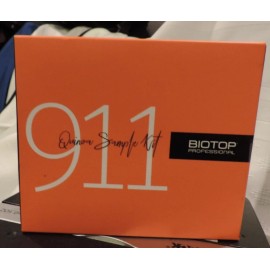 911
Quinoa Sample Kit
BIOTOP
PROFESSIONAL